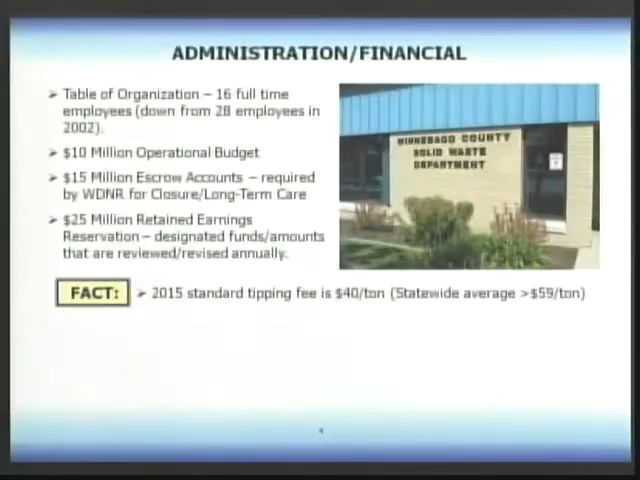 ADMINISTRATION/FINANCIAL
➢ Table of Organization – 16 full time
employees (down from 28 employees in
2002).
➢ $10 Million Operational Budget
➢ $15 Million Escrow Accounts – required
by WDNR for Closure/Long-Term Care
➢ $25 Million Retained Earnings
Reservation – designated funds/amounts
that are reviewed/revised annually.
WINNEBAGO COUNTY
SOLID WASTE
DEPARTMENT
FACT: ➢ 2015 standard tipping fee is $40/ton (Statewide average >$59/ton)